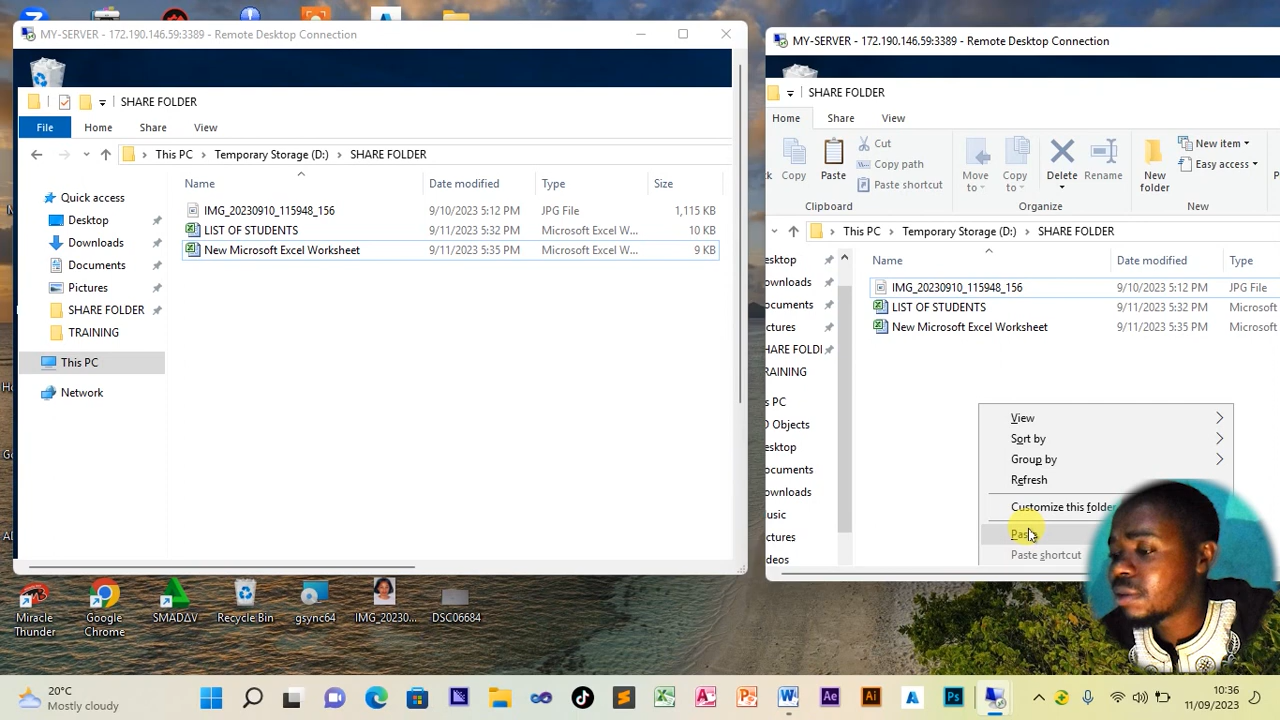 MY-SERVER - 172.190.146.59:3389 - Remote Desktop Connection
SHARE FOLDER
File Home Share View
This PC Temporary Storage (D:) SHARE FOLDER
Name Date modified Type Size
Quick access
Desktop
Downloads
Documents
Pictures
SHARE FOLDER
TRAINING
This PC
Network
IMG_20230910_115948_156 9/10/2023 5:12 PM JPG File 1,115 KB
LIST OF STUDENTS 9/11/2023 5:32 PM Microsoft Excel W... 10 KB
New Microsoft Excel Worksheet 9/11/2023 5:35 PM Microsoft Excel W... 9 KB
MY-SERVER - 172.190.146.59:3389 - Remote Desktop Connection
SHARE FOLDER
Home Share View
Copy Paste Cut
Copy path
Paste shortcut
Clipboard
Move to
Copy to
Delete Rename
Organize
New folder
New item
Easy access
New
This PC Temporary Storage (D:) SHARE FOLDER
Name Date modified Type
esktop
ownloads
ocuments
ictures
HARE FOLDI
RAINING
s PC
D Objects
esktop
ocuments
ownloads
usic
ctures
deos
IMG_20230910_115948_156 9/10/2023 5:12 PM JPG File
LIST OF STUDENTS 9/11/2023 5:32 PM Microsoft
New Microsoft Excel Worksheet 9/11/2023 5:35 PM Microsoft
View
Sort by
Group by
Refresh
Customize this folder
Paste shortcut
Miracle Thunder
Google Chrome
SMADAV
Recycle Bin
gsync64
IMG_20230...
DSC06684
20°C
Mostly cloudy
Ae Ai Ps
10:36
11/09/2023